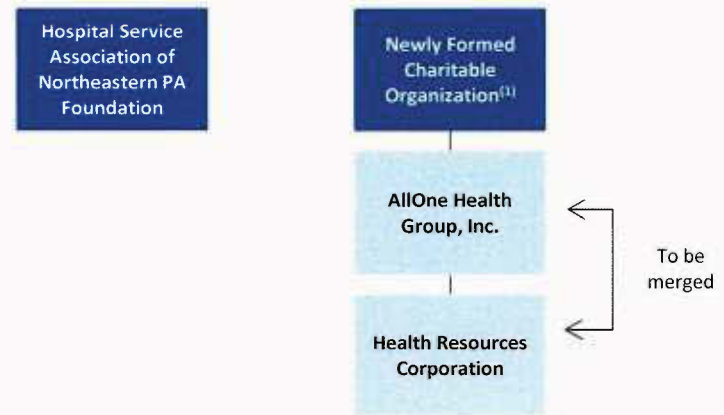 Hospital Service
Association of
Northeastern PA
Foundation
Newly Formed
Charitable
Organization(1)
AllOne Health
Group, Inc.
To be
merged
Health Resources
Corporation